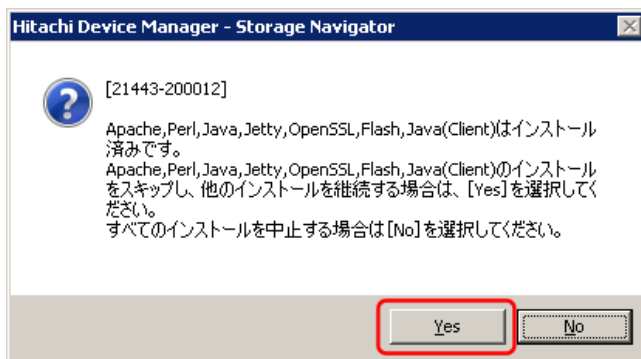 Hitachi Device Manager - Storage Navigator
[21443-200012]
Apache,Perl,Java,Jetty,OpenSSL,Flash,Java(Client)はインストール
済みです。
Apache,Perl,Java,Jetty,OpenSSL,Flash,Java(Client)のインストール
をスキップし、他のインストールを継続する場合は、[Yes]を選択してく
ださい。
すべてのインストールを中止する場合は[No]を選択してください。
Yes
No